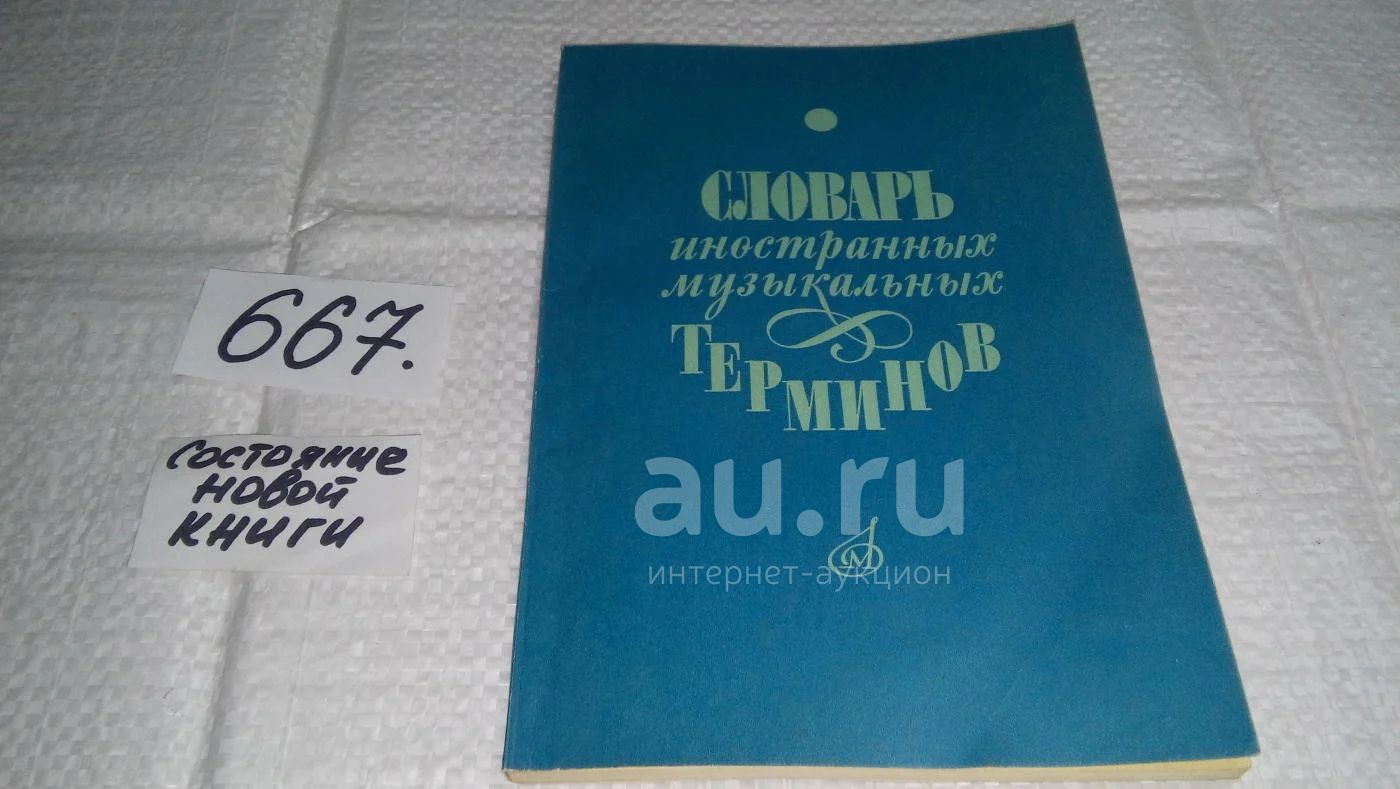 667.
состояние
новой
книги
СЛОВАРЬ
иностранных
музыкальных
ТЕРМИНОВ
au.ru
интернет-аукцион
М